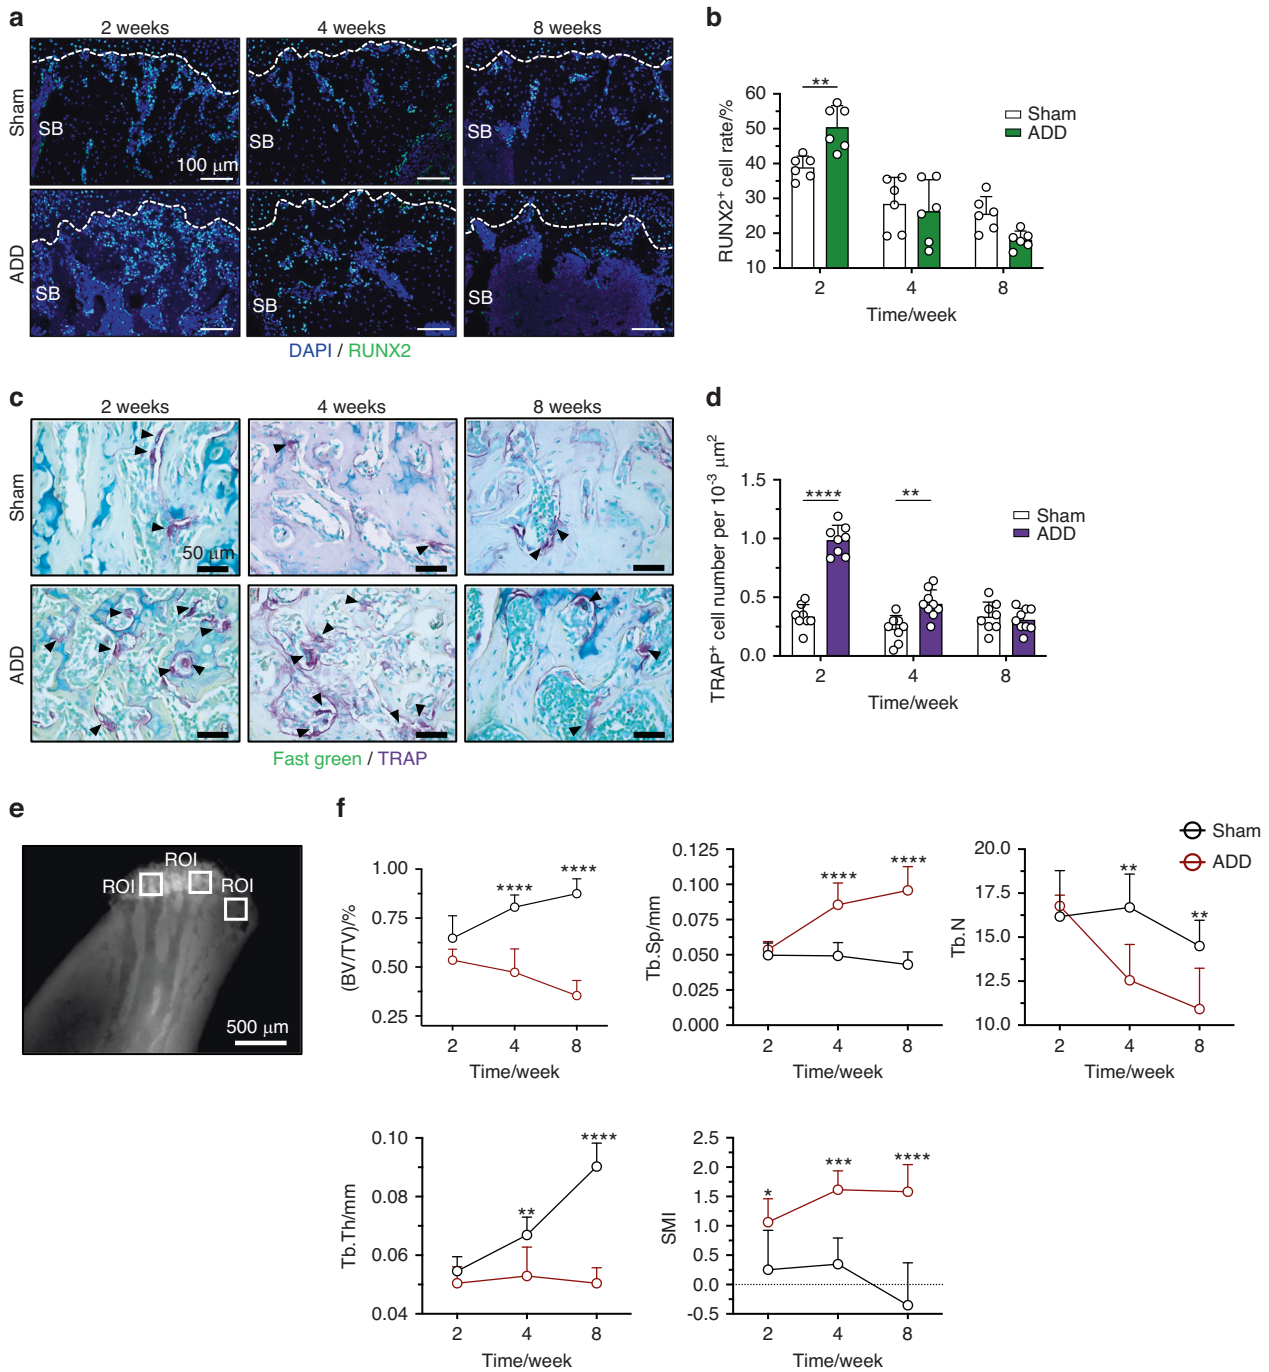 a
2 weeks
4 weeks
8 weeks
Sham
SB
100 μm
SB
SB
ADD
SB
SB
SB
DAPI / RUNX2
b
**
RUNX2+ cell rate/%
60
50
40
30
20
10
2
4
8
Time/week
Sham
ADD
c
2 weeks
4 weeks
8 weeks
Sham
50 μm
ADD
Fast green / TRAP
d
TRAP+ cell number per 10-3 μm2
1.5
1.0
0.5
0.0
****
**
2
4
8
Time/week
Sham
ADD
e
ROI
ROI
ROI
500 μm
f
Sham
ADD
(BV/TV)/%
1.00
0.75
0.50
0.25
****
****
2
4
8
Time/week
Tb.Sp/mm
0.125
0.100
0.075
0.050
0.025
0.000
****
****
2
4
8
Time/week
Tb.N
20.0
17.5
15.0
12.5
10.0
**
**
2
4
8
Time/week
Tb.Th/mm
0.10
0.08
0.06
0.04
**
****
2
4
8
Time/week
SMI
2.5
2.0
1.5
1.0
0.5
0.0
-0.5
*
***
****
2
4
8
Time/week